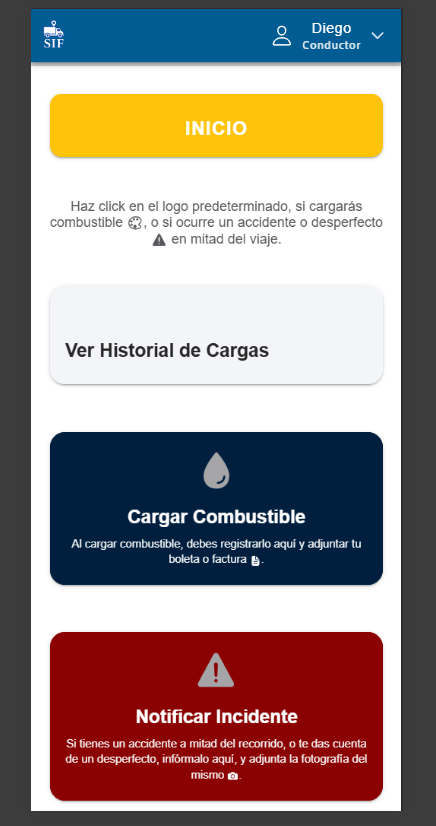 SIF
Diego
Conductor
INICIO
Haz click en el logo predeterminado, si cargarás
combustible , o si ocurre un accidente o desperfecto
en mitad del viaje.
Ver Historial de Cargas
Cargar Combustible
Al cargar combustible, debes registrarlo aquí y adjuntar tu
boleta o factura .
Notificar Incidente
Si tienes un accidente a mitad del recorrido, o te das cuenta
de un desperfecto, infórmalo aquí, y adjunta la fotografía del
mismo .